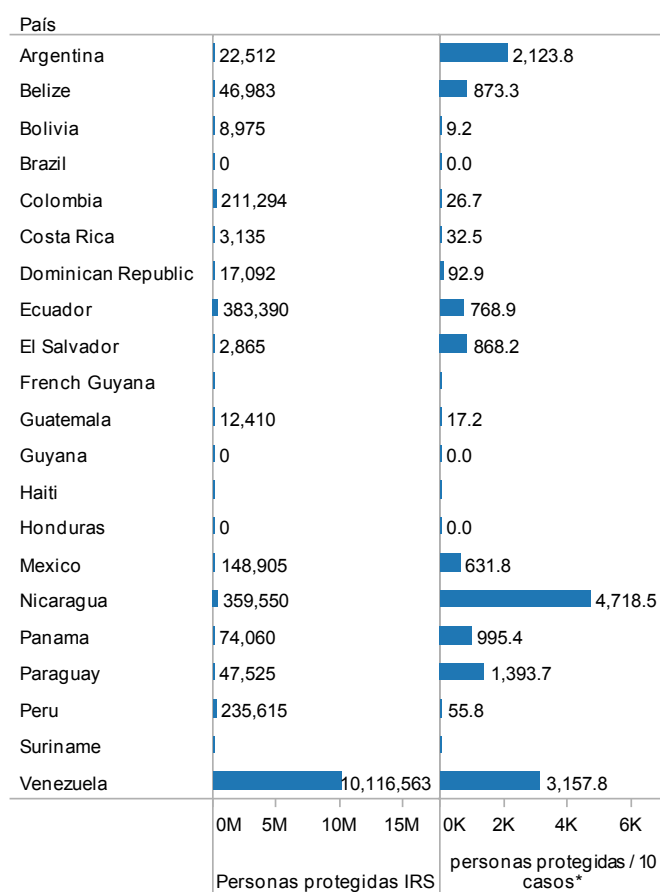 País
Argentina 22,512 2,123.8
Belize 46,983 873.3
Bolivia 8,975 9.2
Brazil 0 0.0
Colombia 211,294 26.7
Costa Rica 3,135 32.5
Dominican Republic 17,092 92.9
Ecuador 383,390 768.9
El Salvador 2,865 868.2
French Guyana
Guatemala 12,410 17.2
Guyana 0 0.0
Haiti
Honduras 0 0.0
Mexico 148,905 631.8
Nicaragua 359,550 4,718.5
Panama 74,060 995.4
Paraguay 47,525 1,393.7
Peru 235,615 55.8
Suriname
Venezuela 10,116,563 3,157.8
0M 5M 10M 15M 0K 2K 4K 6K
Personas protegidas IRS
personas protegidas / 10
casos*